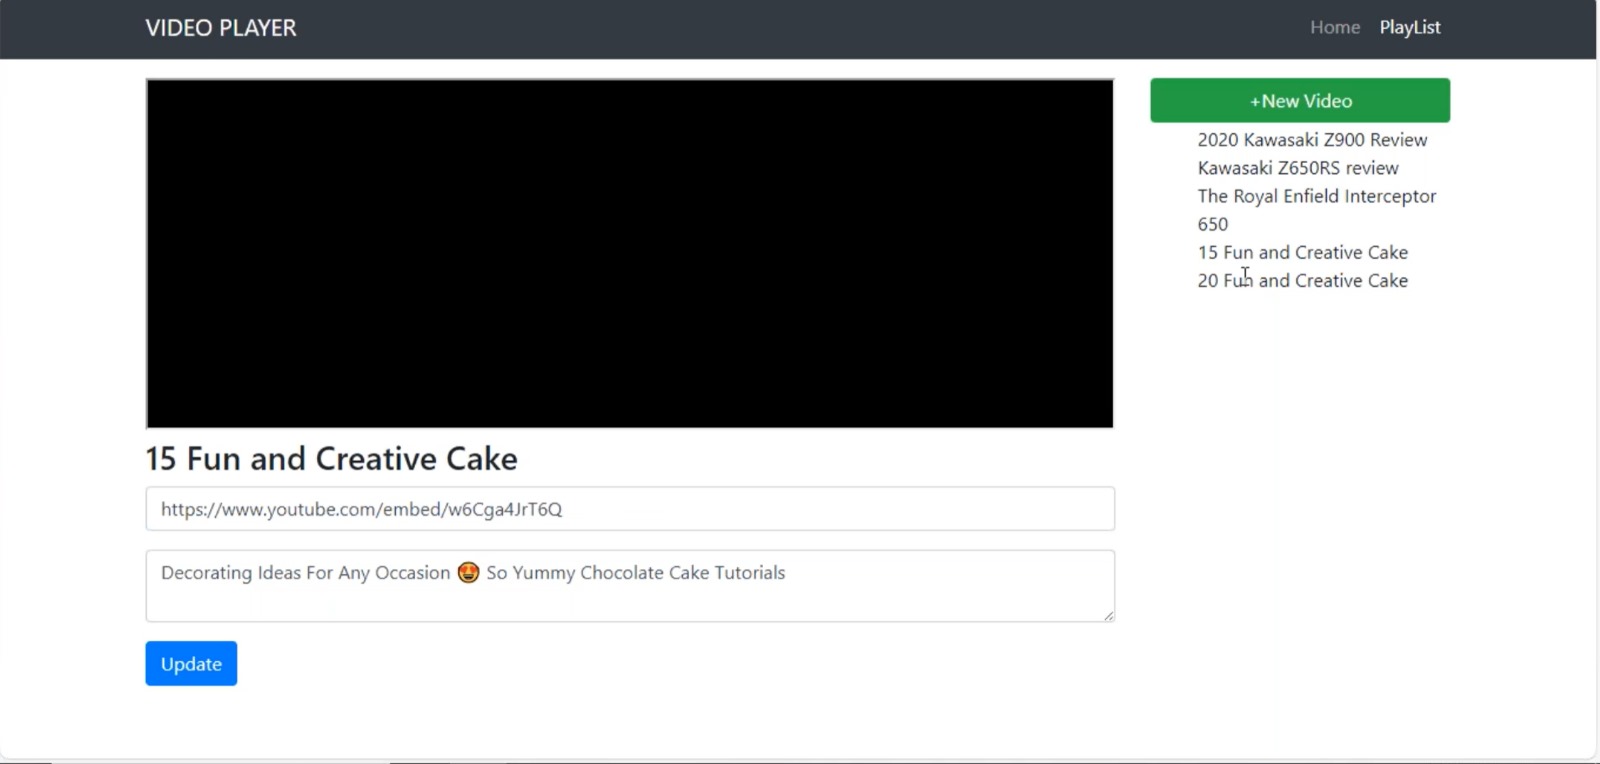 VIDEO PLAYER
Home PlayList
+New Video
2020 Kawasaki Z900 Review
Kawasaki Z650RS review
The Royal Enfield Interceptor
650
15 Fun and Creative Cake
20 Fun and Creative Cake
15 Fun and Creative Cake
https://www.youtube.com/embed/w6Cga4JrT6Q
Decorating Ideas For Any Occasion 🤩 So Yummy Chocolate Cake Tutorials
Update